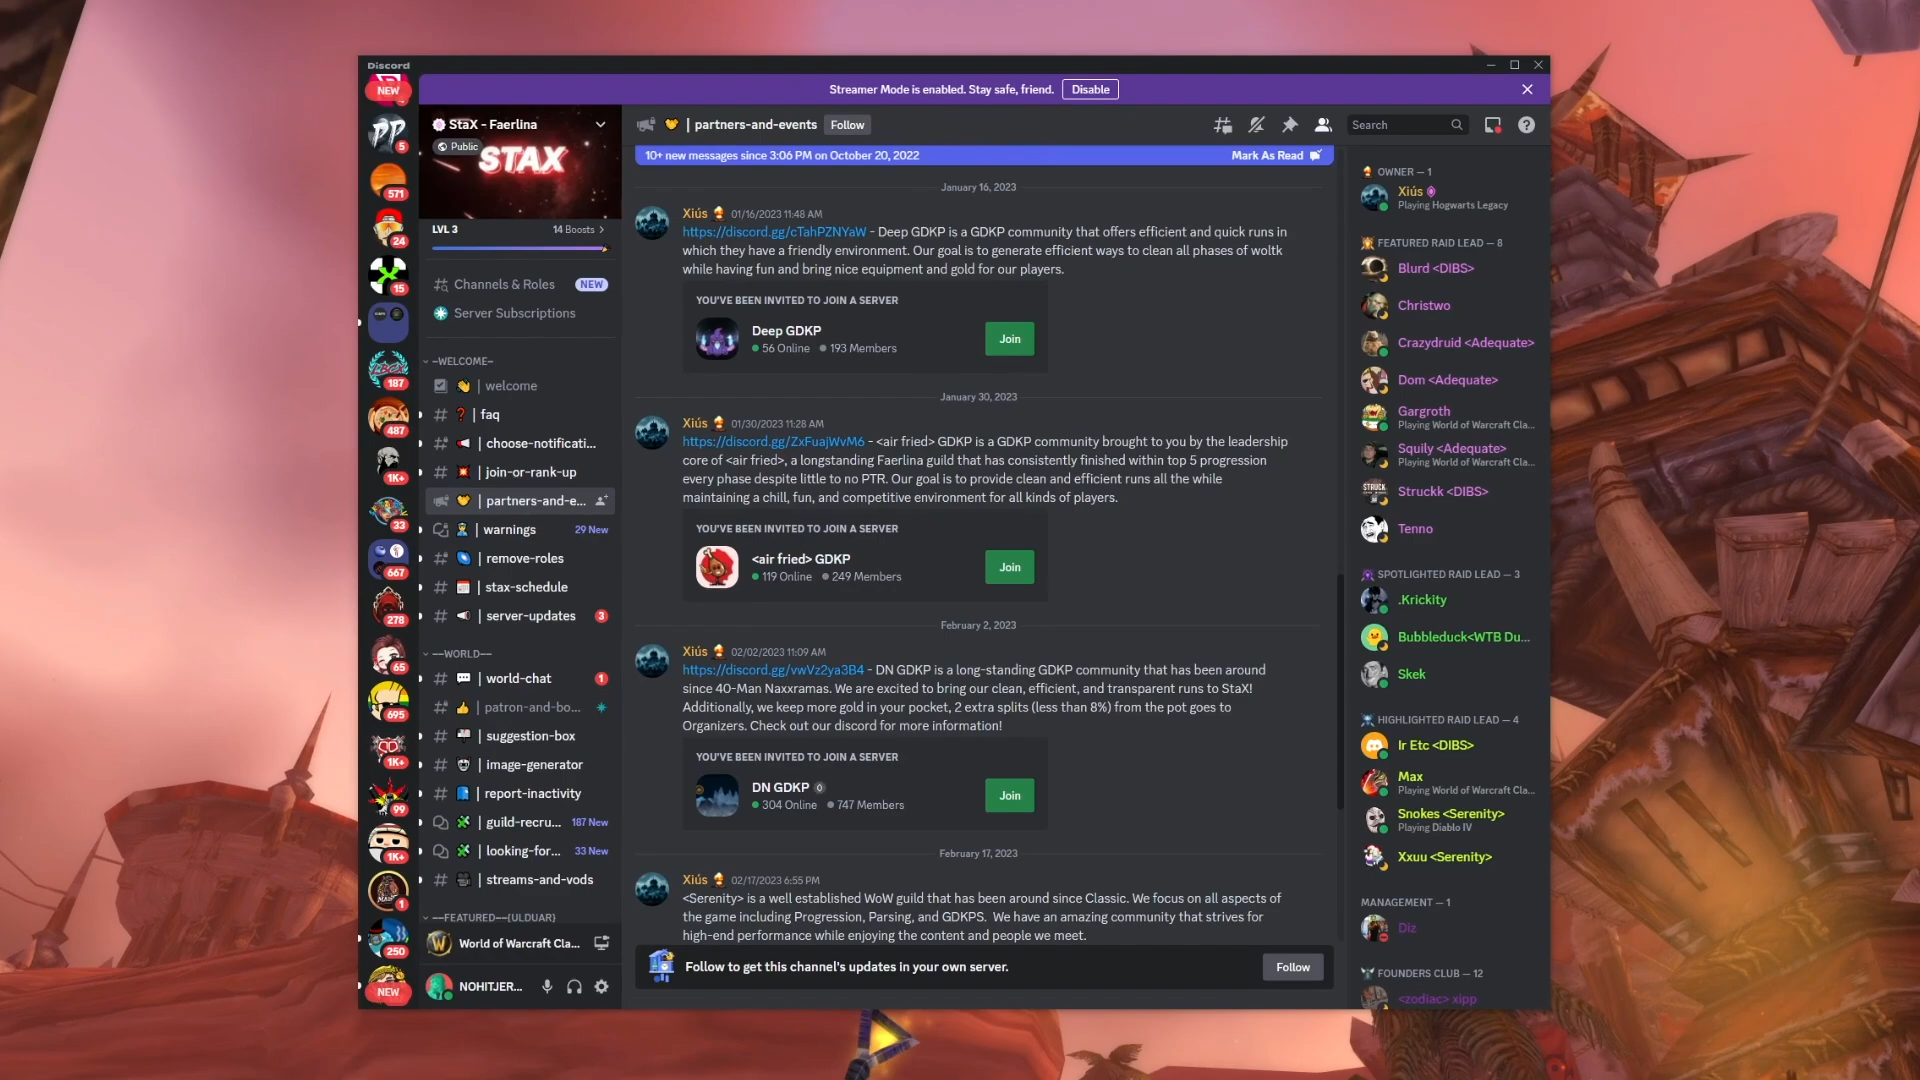 Discord
Streamer Mode is enabled. Stay safe, friend. Disable
NEW
5
571
24
15
187
487
1K+
33
667
278
65
695
1K+
99
1K+
1
250
NEW
StaX - Faerlina
Public
STAX
LVL 3 14 Boosts
Channels & Roles NEW
Server Subscriptions
–WELCOME–
| welcome
| faq
| choose-notificati...
| join-or-rank-up
| partners-and-e...
| warnings 29 New
| remove-roles
| stax-schedule
| server-updates 3
––WORLD––
| world-chat 1
| patron-and-bo...
| suggestion-box
| image-generator
| report-inactivity
| guild-recru... 187 New
| looking-for... 33 New
| streams-and-vods
––FEATURED––{ULDUAR}
World of Warcraft Cla...
NOHITJER...
| partners-and-events Follow
Search
10+ new messages since 3:06 PM on October 20, 2022 Mark As Read
January 16, 2023
Xiús 01/16/2023 11:48 AM
https://discord.gg/cTahPZNYaW - Deep GDKP is a GDKP community that offers efficient and quick runs in
which they have a friendly environment. Our goal is to generate efficient ways to clean all phases of woltk
while having fun and bring nice equipment and gold for our players.
YOU'VE BEEN INVITED TO JOIN A SERVER
Deep GDKP
56 Online 193 Members
Join
January 30, 2023
Xiús 01/30/2023 11:28 AM
https://discord.gg/ZxFuajWvM6 - <air fried> GDKP is a GDKP community brought to you by the leadership
core of <air fried>, a longstanding Faerlina guild that has consistently finished within top 5 progression
every phase despite little to no PTR. Our goal is to provide clean and efficient runs all the while
maintaining a chill, fun, and competitive environment for all kinds of players.
YOU'VE BEEN INVITED TO JOIN A SERVER
<air fried> GDKP
119 Online 249 Members
Join
February 2, 2023
Xiús 02/02/2023 11:09 AM
https://discord.gg/vwVz2ya3B4 - DN GDKP is a long-standing GDKP community that has been around
since 40-Man Naxxramas. We are excited to bring our clean, efficient, and transparent runs to StaX!
Additionally, we keep more gold in your pocket, 2 extra splits (less than 8%) from the pot goes to
Organizers. Check out our discord for more information!
YOU'VE BEEN INVITED TO JOIN A SERVER
DN GDKP
304 Online 747 Members
Join
February 17, 2023
Xiús 02/17/2023 6:55 PM
<Serenity> is a well established WoW guild that has been around since Classic. We focus on all aspects of
the game including Progression, Parsing, and GDKPS. We have an amazing community that strives for
high-end performance while enjoying the content and people we meet.
Follow to get this channel's updates in your own server. Follow
OWNER — 1
Xiús
Playing Hogwarts Legacy
FEATURED RAID LEAD — 8
Blurd <DIBS>
Christwo
Crazydruid <Adequate>
Dom <Adequate>
Gargroth
Playing World of Warcraft Cla...
Squily <Adequate>
Playing World of Warcraft Cla...
Struckk <DIBS>
Tenno
SPOTLIGHTED RAID LEAD — 3
.Krickity
Bubbleduck<WTB Du...
Skek
HIGHLIGHTED RAID LEAD — 4
Ir Etc <DIBS>
Max
Playing World of Warcraft Cla...
Snokes <Serenity>
Playing Diablo IV
Xxuu <Serenity>
MANAGEMENT — 1
Diz
FOUNDERS CLUB — 12
<zodiac> xipp